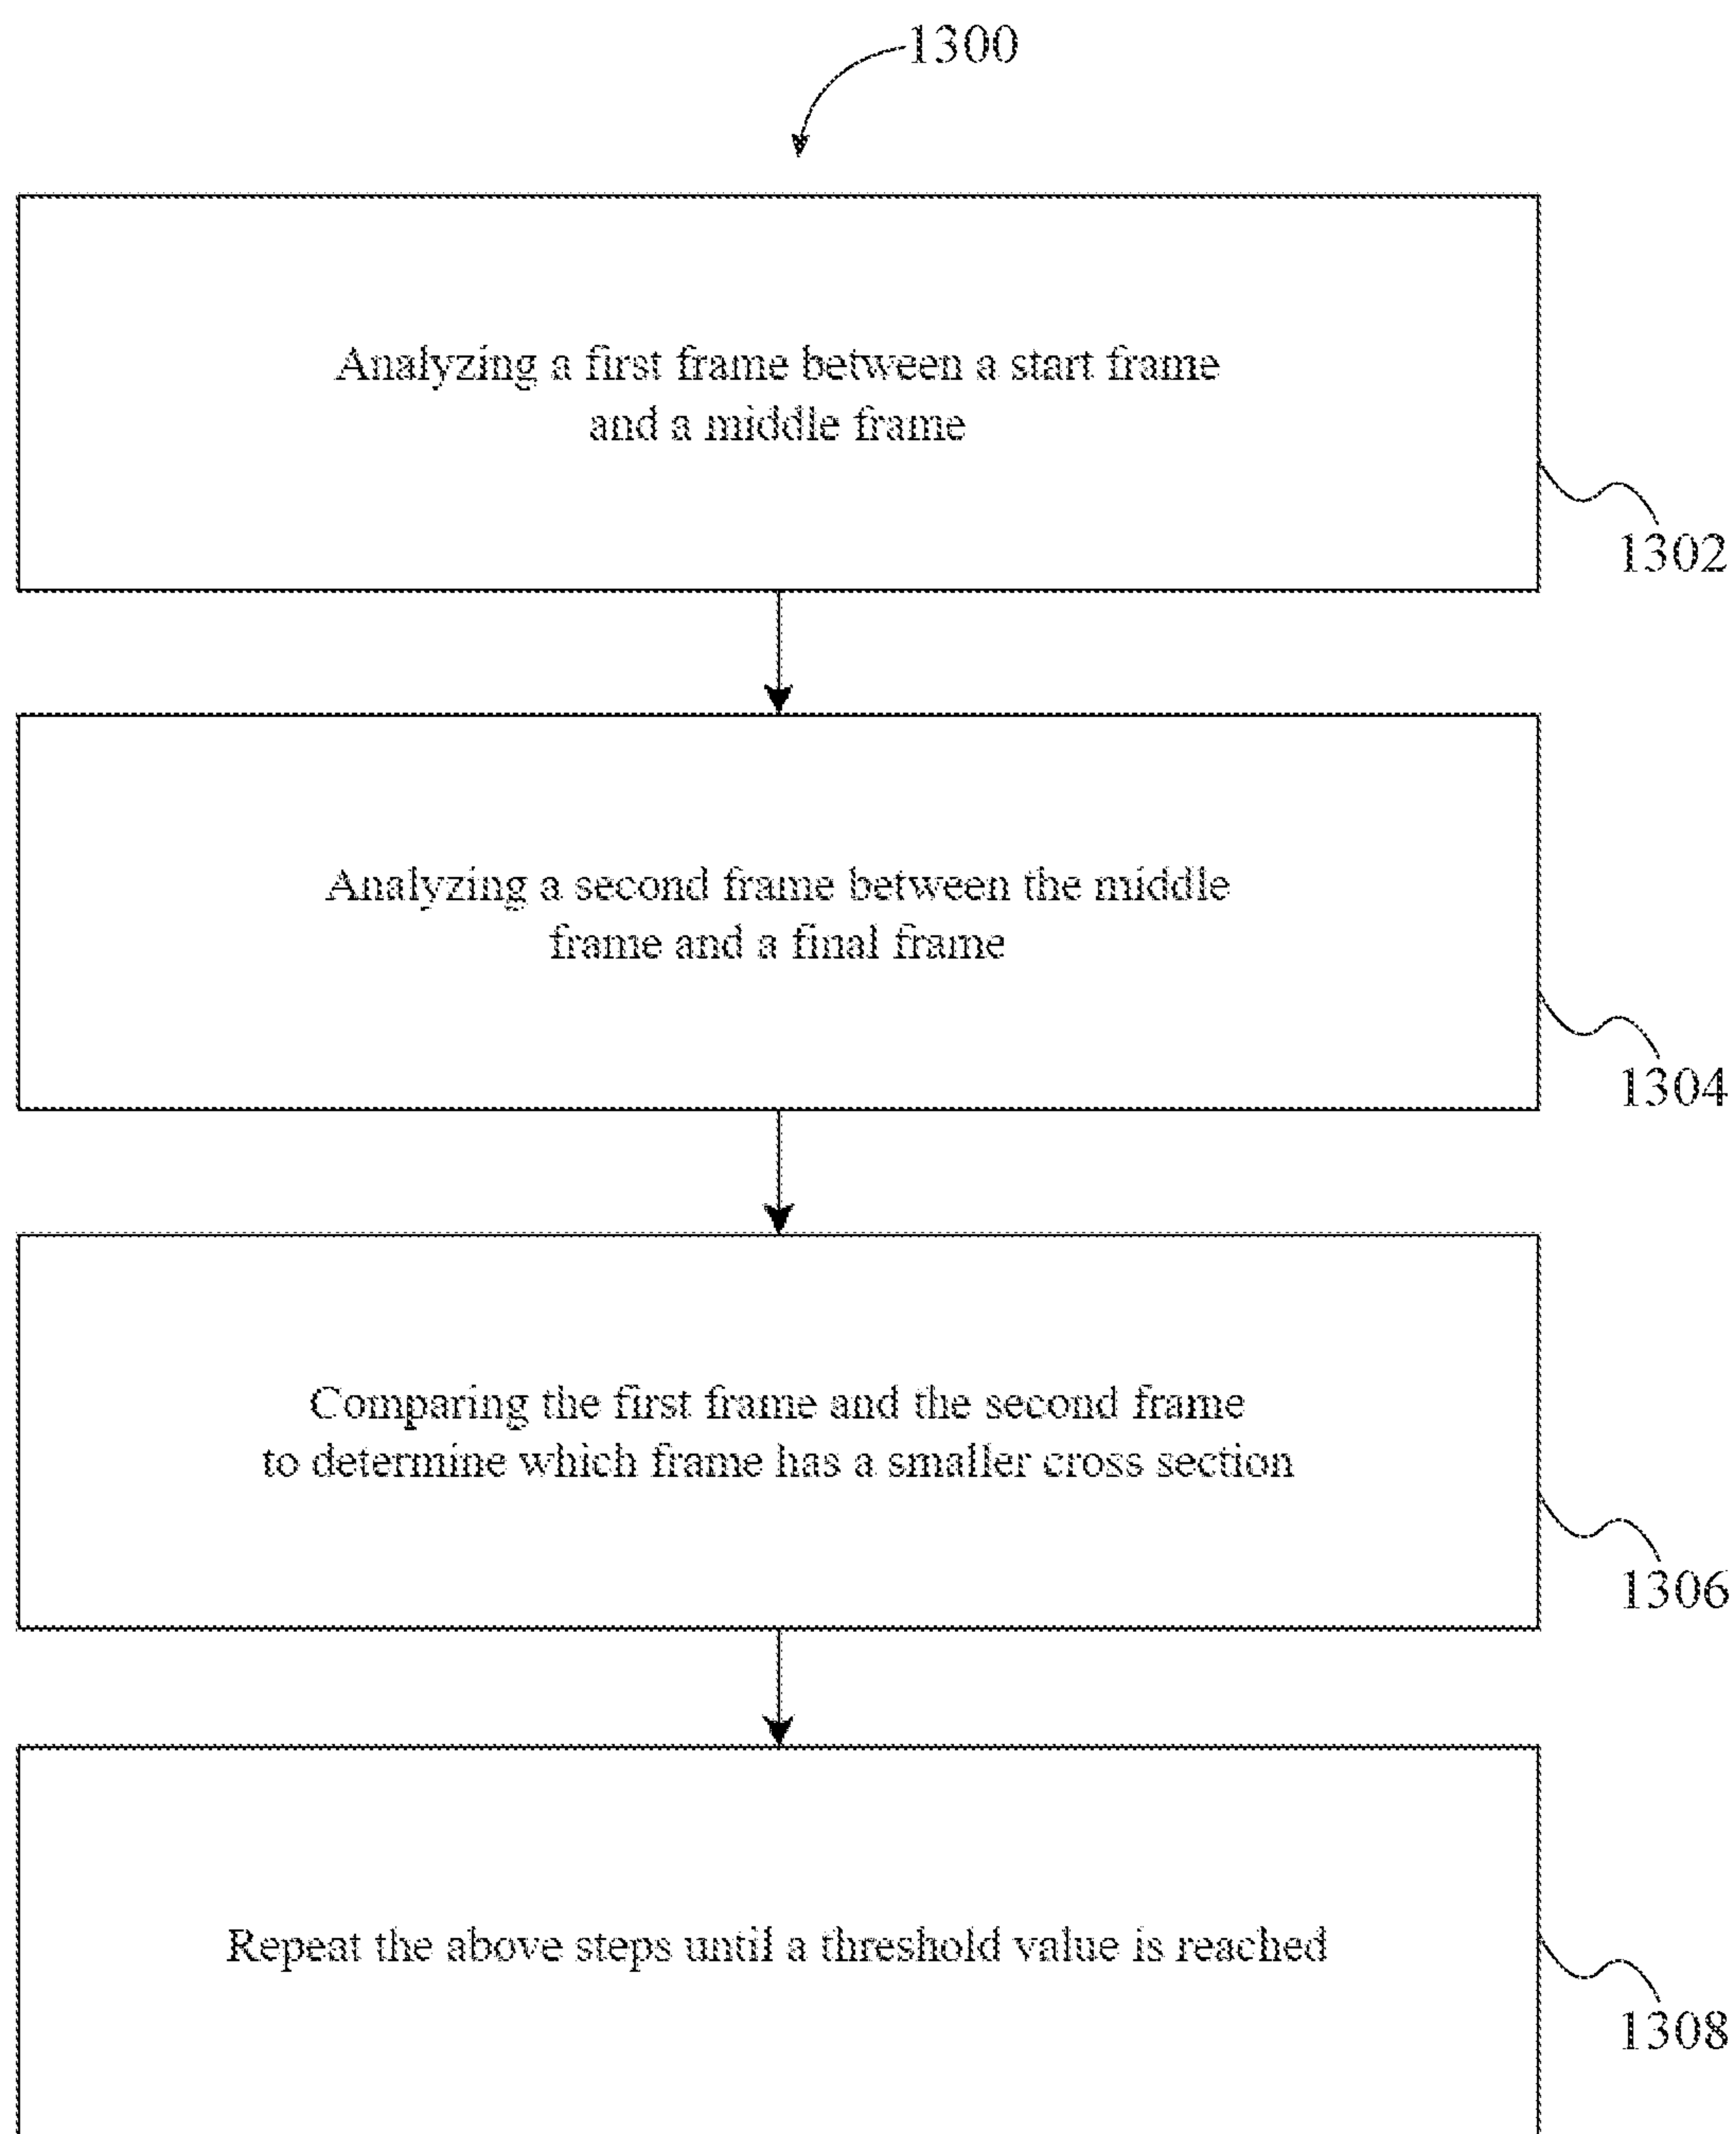 1300
Analyzing a first frame between a start frame
and a middle frame
1302
Analyzing a second frame between the middle
frame and a final frame
1304
Comparing the first frame and the second frame
to determine which frame has a smaller cross section
1306
Repeat the above steps until a threshold value is reached
1308